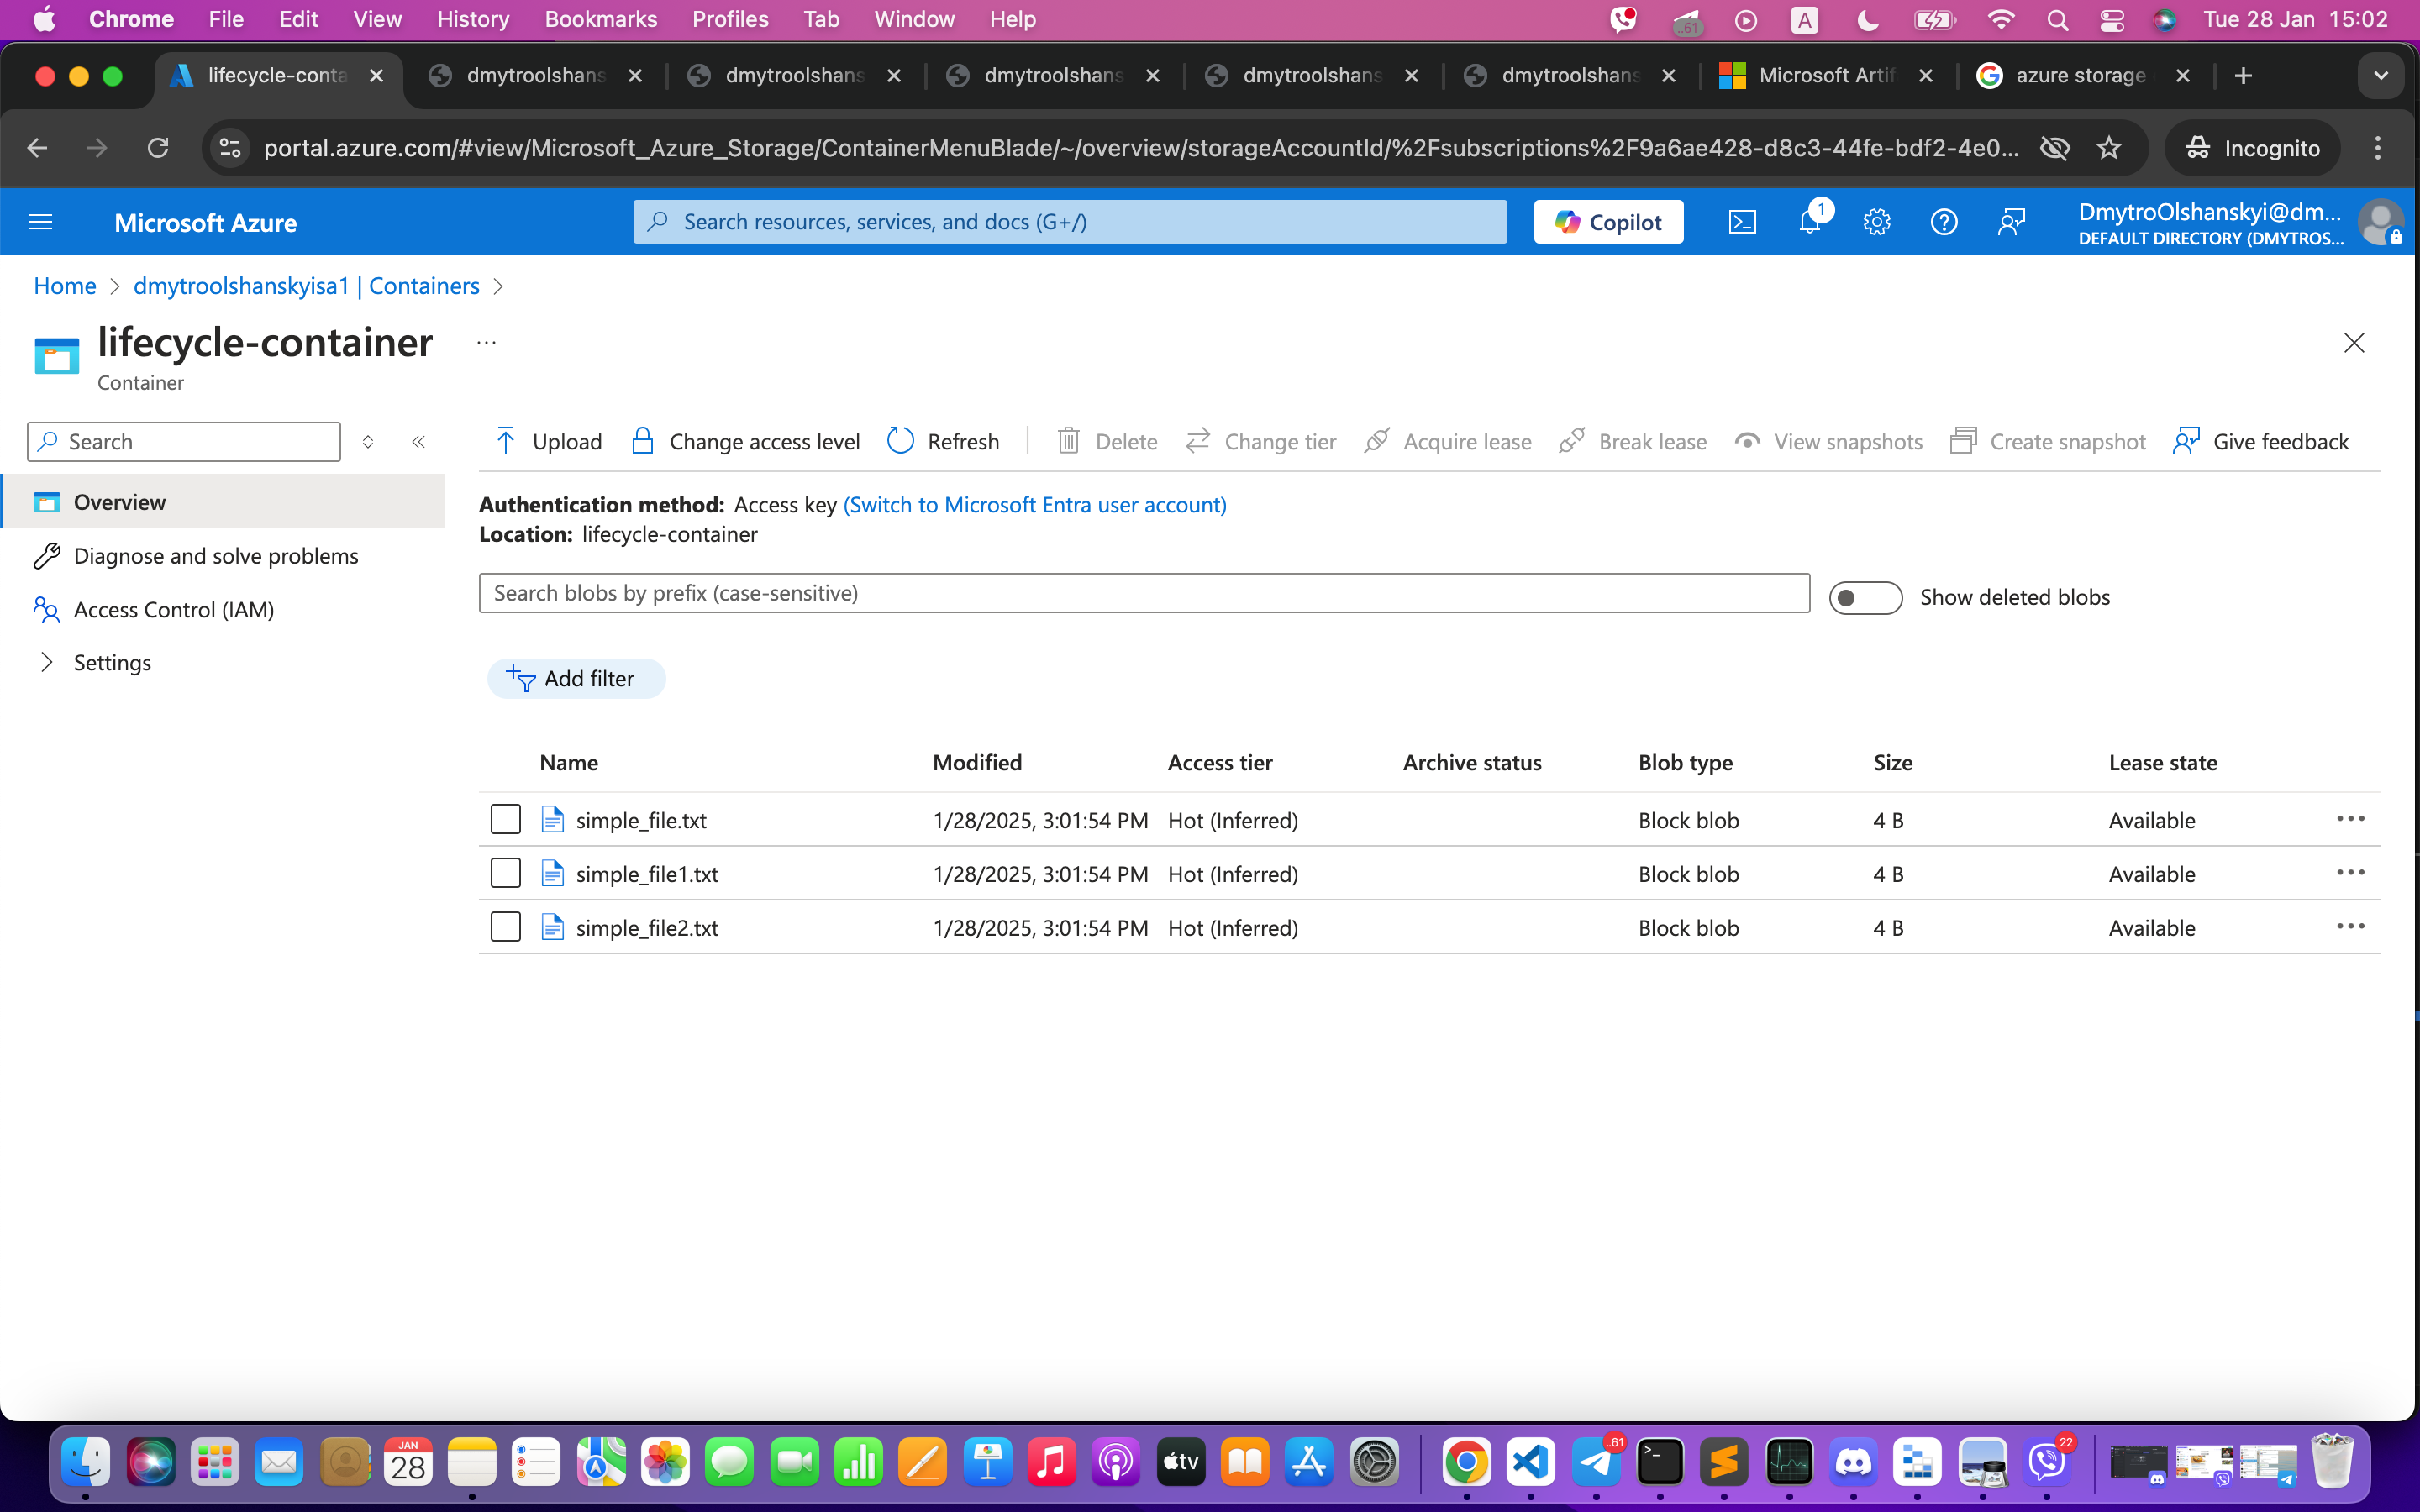 Chrome File Edit View History Bookmarks Profiles Tab Window Help 61 A Tue 28 Jan 15:02
lifecycle-conta dmytroolshans dmytroolshans dmytroolshans dmytroolshans dmytroolshans Microsoft Artif azure storage
portal.azure.com/#view/Microsoft_Azure_Storage/ContainerMenuBlade/~/overview/storageAccountId/%2Fsubscriptions%2F9a6ae428-d8c3-44fe-bdf2-4e0... Incognito
Microsoft Azure Search resources, services, and docs (G+/) Copilot 1 DmytroOlshanskyi@dm...
DEFAULT DIRECTORY (DMYTROS...
Home > dmytroolshanskyisa1 | Containers >
lifecycle-container ...
Container
Search
Upload Change access level Refresh Delete Change tier Acquire lease Break lease View snapshots Create snapshot Give feedback
Overview
Diagnose and solve problems
Access Control (IAM)
Settings
Authentication method: Access key (Switch to Microsoft Entra user account)
Location: lifecycle-container
Search blobs by prefix (case-sensitive) Show deleted blobs
Add filter
Name Modified Access tier Archive status Blob type Size Lease state
simple_file.txt 1/28/2025, 3:01:54 PM Hot (Inferred) Block blob 4 B Available
simple_file1.txt 1/28/2025, 3:01:54 PM Hot (Inferred) Block blob 4 B Available
simple_file2.txt 1/28/2025, 3:01:54 PM Hot (Inferred) Block blob 4 B Available
JAN
28
tv
..61
22